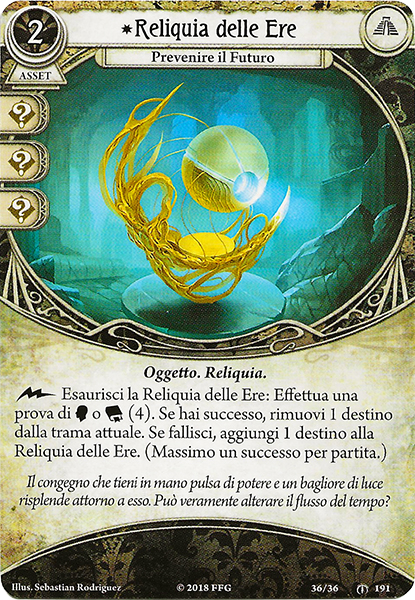 2
Reliquia delle Ere
Prevenire il Futuro
ASSET
?
?
?
Oggetto. Reliquia.
Esaurisci la Reliquia delle Ere: Effettua una
prova di o (4). Se hai successo, rimuovi 1 destino
dalla trama attuale. Se fallisci, aggiungi 1 destino alla
Reliquia delle Ere. (Massimo un successo per partita.)
Il congegno che tieni in mano pulsa di potere e un bagliore di luce
risplende attorno a esso. Può veramente alterare il flusso del tempo?
Illus. Sebastian Rodriguez © 2018 FFG 36/36 191